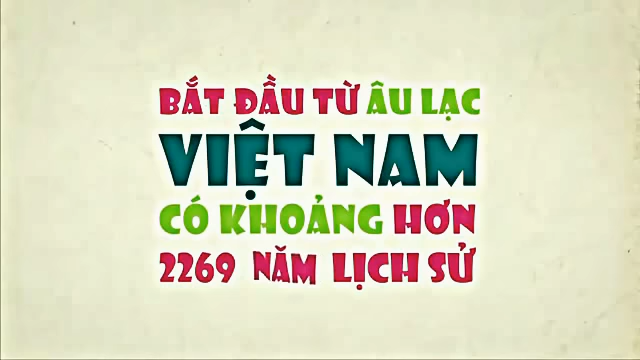 BẮT ĐẦU TỪ ÂU LẠC
VIỆT NAM
CÓ KHOẢNG HƠN
2269 NĂM LỊCH SỬ